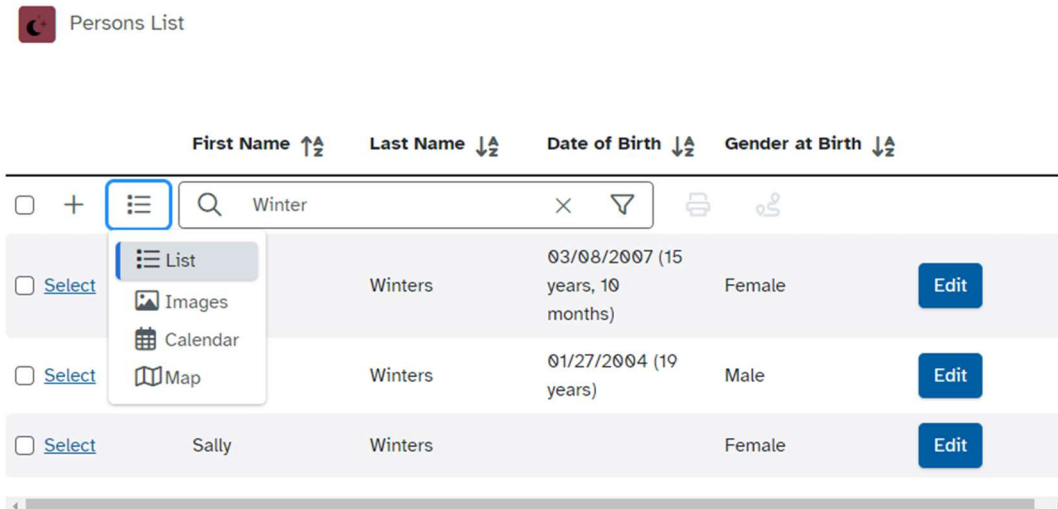 Persons List
First Name Last Name Date of Birth Gender at Birth
Winter
List
Images
Calendar
Map
Select Winters 03/08/2007 (15
years, 10
months) Female Edit
Select Winters 01/27/2004 (19
years) Male Edit
Select Sally Winters Female Edit